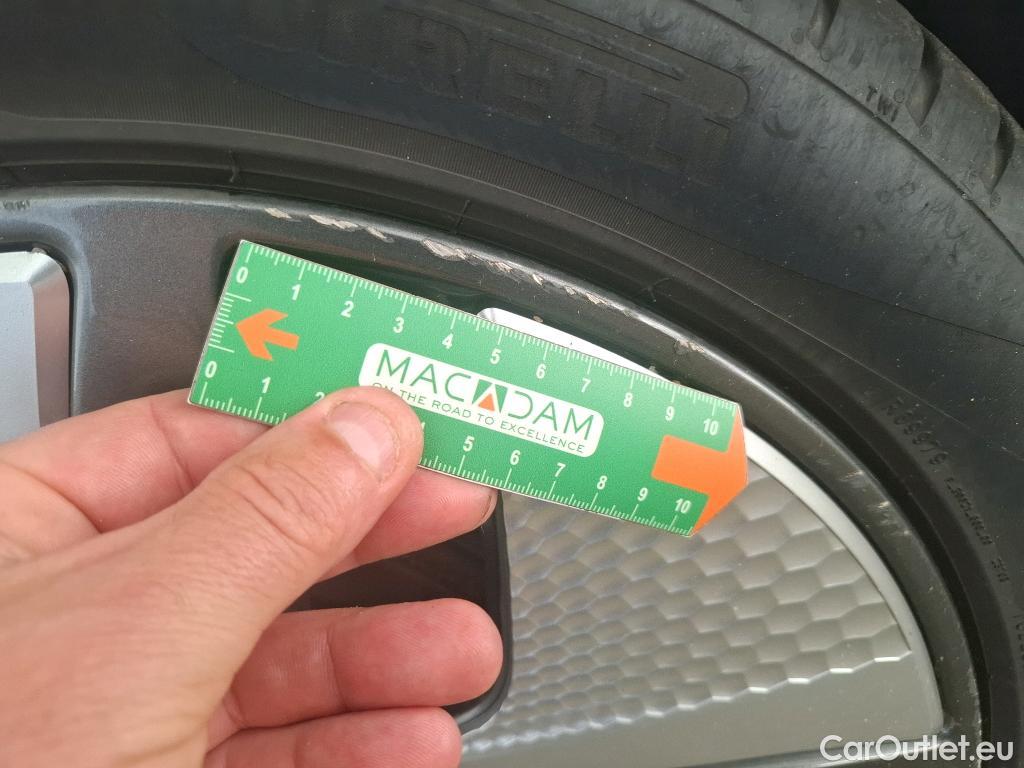 PIRELLI
TWI
0 1 2 3 4 5 6 7 8 9 10
MACADAM
ON THE ROAD TO EXCELLENCE
0 1 2 4 5 6 7 8 9 10
CarOutlet.eu